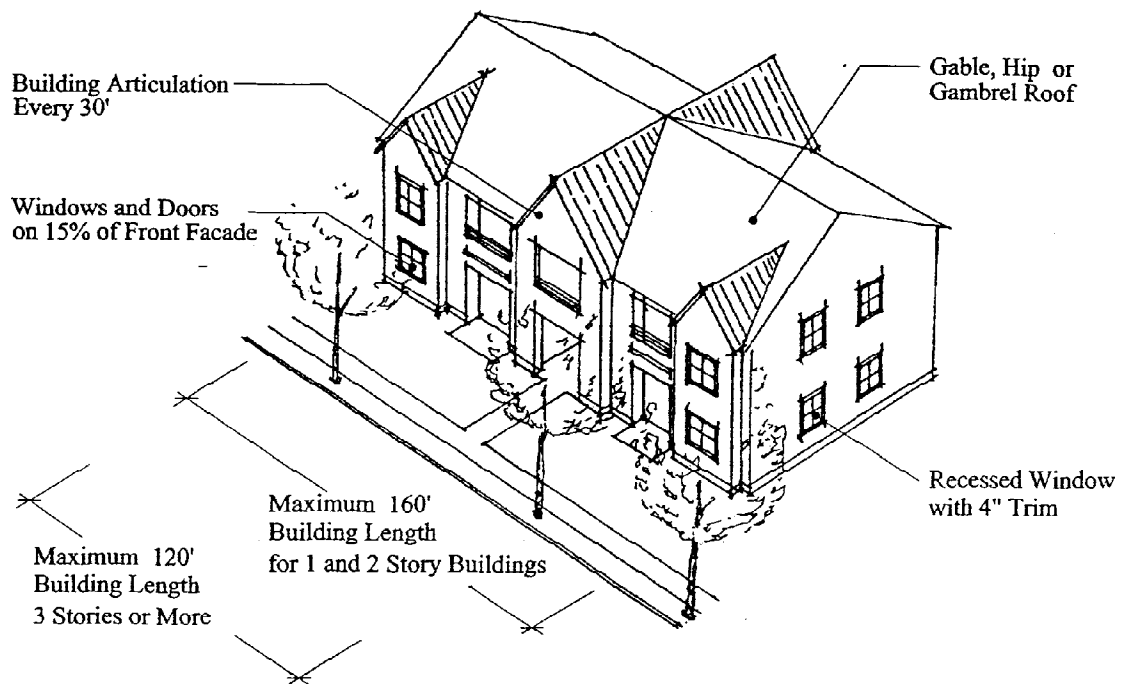 Building Articulation
Every 30'
Gable, Hip or
Gambrel Roof
Windows and Doors
on 15% of Front Facade
Recessed Window
with 4" Trim
Maximum 160'
Building Length
for 1 and 2 Story Buildings
Maximum 120'
Building Length
3 Stories or More